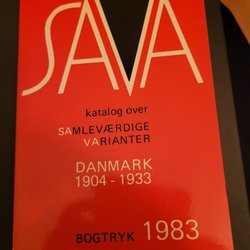 SAVA
katalog over
SAMLEVÆRDIGE
VARIANTER
DANMARK
1904 - 1933
BOGTRYK 1983